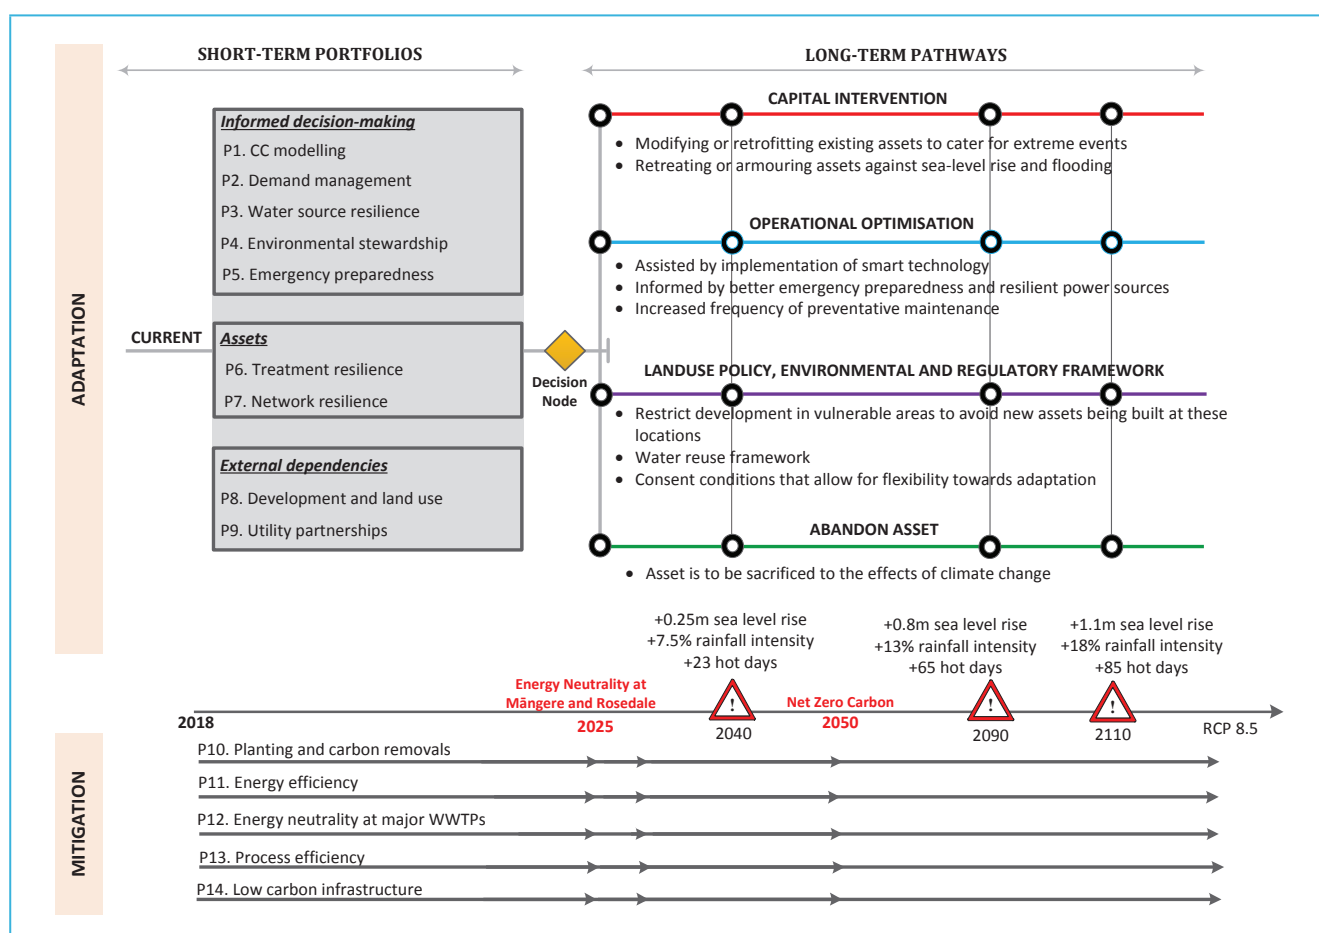 SHORT-TERM PORTFOLIOS
LONG-TERM PATHWAYS
ADAPTATION
Informed decision-making
P1. CC modelling
P2. Demand management
P3. Water source resilience
P4. Environmental stewardship
P5. Emergency preparedness
CURRENT
Assets
P6. Treatment resilience
P7. Network resilience
External dependencies
P8. Development and land use
P9. Utility partnerships
Decision
Node
CAPITAL INTERVENTION
• Modifying or retrofitting existing assets to cater for extreme events
• Retreating or armouring assets against sea-level rise and flooding
OPERATIONAL OPTIMISATION
• Assisted by implementation of smart technology
• Informed by better emergency preparedness and resilient power sources
• Increased frequency of preventative maintenance
LANDUSE POLICY, ENVIRONMENTAL AND REGULATORY FRAMEWORK
• Restrict development in vulnerable areas to avoid new assets being built at these
locations
• Water reuse framework
• Consent conditions that allow for flexibility towards adaptation
ABANDON ASSET
• Asset is to be sacrificed to the effects of climate change
+0.25m sea level rise
+7.5% rainfall intensity
+23 hot days
+0.8m sea level rise
+13% rainfall intensity
+65 hot days
+1.1m sea level rise
+18% rainfall intensity
+85 hot days
2018
Energy Neutrality at
Māngere and Rosedale
2025
!
2040
Net Zero Carbon
2050
!
2090
!
2110
RCP 8.5
MITIGATION
P10. Planting and carbon removals
P11. Energy efficiency
P12. Energy neutrality at major WWTPs
P13. Process efficiency
P14. Low carbon infrastructure